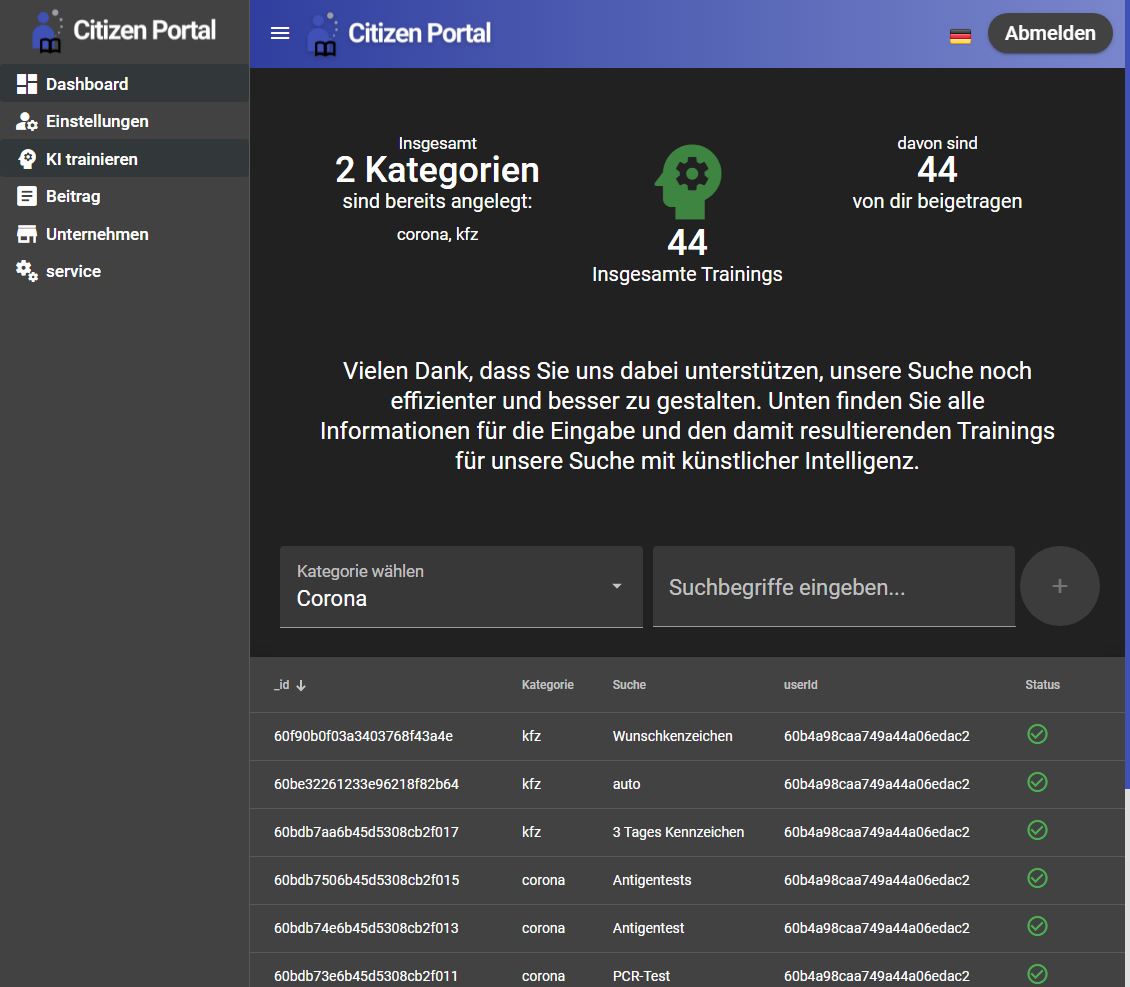 Citizen Portal
Dashboard
Einstellungen
KI trainieren
Beitrag
Unternehmen
service
Citizen Portal
Abmelden
Insgesamt
2 Kategorien
sind bereits angelegt:
corona, kfz
44
Insgesamte Trainings
davon sind
44
von dir beigetragen
Vielen Dank, dass Sie uns dabei unterstützen, unsere Suche noch
effizienter und besser zu gestalten. Unten finden Sie alle
Informationen für die Eingabe und den damit resultierenden Trainings
für unsere Suche mit künstlicher Intelligenz.
Kategorie wählen
Corona
Suchbegriffe eingeben...
+
_id Kategorie Suche userId Status
60f90b0f03a3403768f43a4e kfz Wunschkenzeichen 60b4a98caa749a44a06edac2
60be32261233e96218f82b64 kfz auto 60b4a98caa749a44a06edac2
60bdb7aa6b45d5308cb2f017 kfz 3 Tages Kennzeichen 60b4a98caa749a44a06edac2
60bdb7506b45d5308cb2f015 corona Antigentests 60b4a98caa749a44a06edac2
60bdb74e6b45d5308cb2f013 corona Antigentest 60b4a98caa749a44a06edac2
60bdb73e6b45d5308cb2f011 corona PCR-Test 60b4a98caa749a44a06edac2